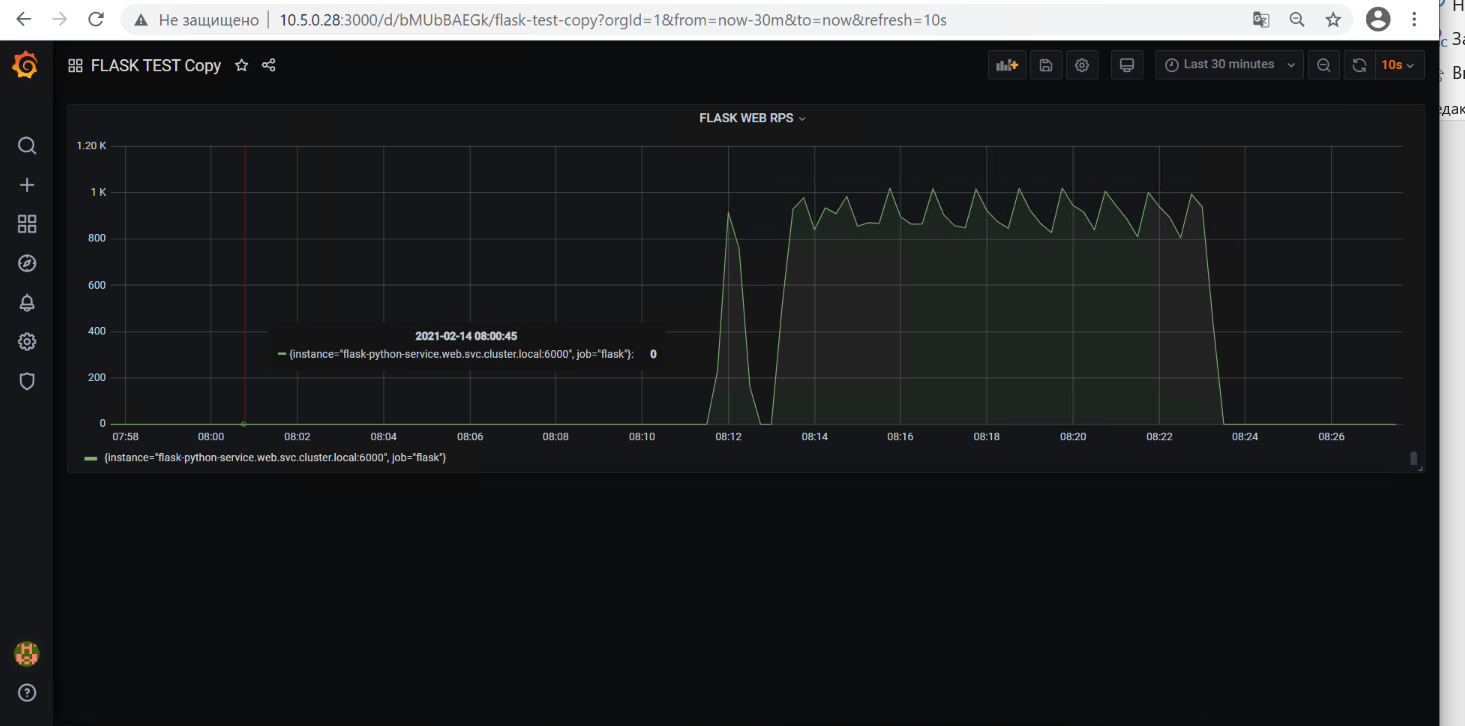 Не защищено 10.5.0.28:3000/d/bMUbBAEGk/flask-test-copy?orgId=1&from=now-30m&to=now&refresh=10s
FLASK TEST Copy
Last 30 minutes
10s
FLASK WEB RPS
1.20 K
1 K
800
600
400
200
0
2021-02-14 08:00:45
{instance="flask-python-service.web.svc.cluster.local:6000", job="flask"}: 0
07:58 08:00 08:02 08:04 08:06 08:08 08:10 08:12 08:14 08:16 08:18 08:20 08:22 08:24 08:26
{instance="flask-python-service.web.svc.cluster.local:6000", job="flask"}